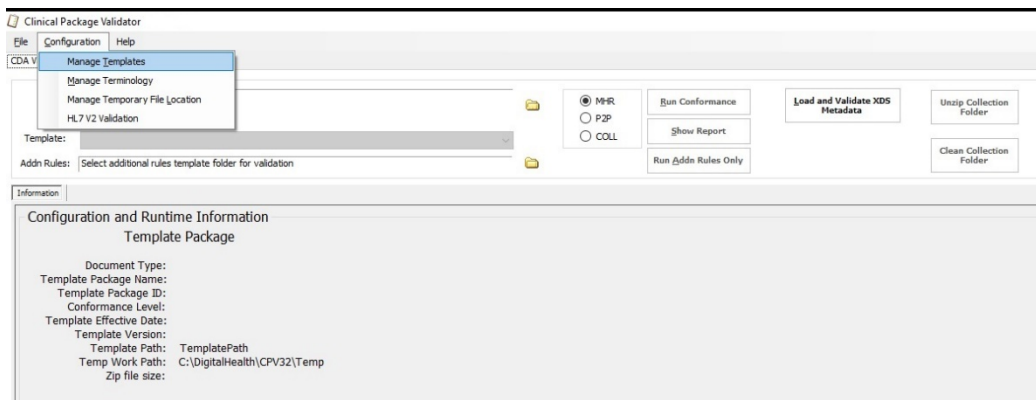 Clinical Package Validator
File Configuration Help
CDA V
Manage Templates
Manage Terminology
Manage Temporary File Location
HL7 V2 Validation
MHR
P2P
COLL
Run Conformance
Show Report
Run Addn Rules Only
Load and Validate XDS
Metadata
Unzip Collection
Folder
Clean Collection
Folder
Template:
Addn Rules: Select additional rules template folder for validation
Information
Configuration and Runtime Information
Template Package
Document Type:
Template Package Name:
Template Package ID:
Conformance Level:
Template Effective Date:
Template Version:
Template Path: TemplatePath
Temp Work Path: C:\DigitalHealth\CPV32\Temp
Zip file size: